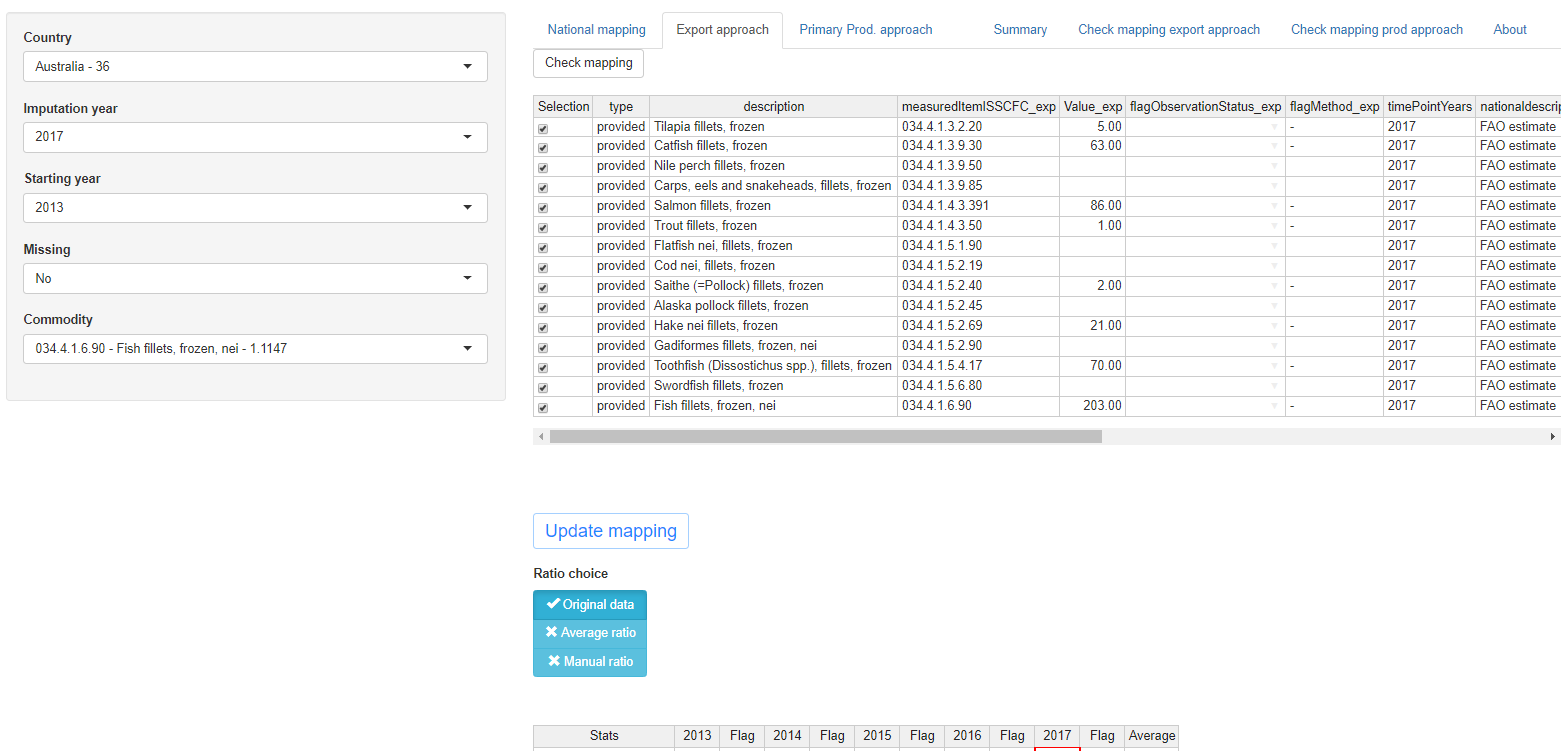 Country
Australia - 36
Imputation year
2017
Starting year
2013
Missing
No
Commodity
034.4.1.6.90 - Fish fillets, frozen, nei - 1.1147
National mapping Export approach Primary Prod. approach Summary Check mapping export approach Check mapping prod approach About
Check mapping
Selection type description measuredItemISSCFC_exp Value_exp flagObservationStatus_exp flagMethod_exp timePointYears nationaldescrip
provided Tilapia fillets, frozen 034.4.1.3.2.20 5.00 - 2017 FAO estimate
provided Catfish fillets, frozen 034.4.1.3.9.30 63.00 - 2017 FAO estimate
provided Nile perch fillets, frozen 034.4.1.3.9.50 2017 FAO estimate
provided Carps, eels and snakeheads, fillets, frozen 034.4.1.3.9.85 2017 FAO estimate
provided Salmon fillets, frozen 034.4.1.4.3.391 86.00 - 2017 FAO estimate
provided Trout fillets, frozen 034.4.1.4.3.50 1.00 - 2017 FAO estimate
provided Flatfish nei, fillets, frozen 034.4.1.5.1.90 2017 FAO estimate
provided Cod nei, fillets, frozen 034.4.1.5.2.19 2017 FAO estimate
provided Saithe (=Pollock) fillets, frozen 034.4.1.5.2.40 2.00 - 2017 FAO estimate
provided Alaska pollock fillets, frozen 034.4.1.5.2.45 2017 FAO estimate
provided Hake nei fillets, frozen 034.4.1.5.2.69 21.00 - 2017 FAO estimate
provided Gadiformes fillets, frozen, nei 034.4.1.5.2.90 2017 FAO estimate
provided Toothfish (Dissostichus spp.), fillets, frozen 034.4.1.5.4.17 70.00 - 2017 FAO estimate
provided Swordfish fillets, frozen 034.4.1.5.6.80 2017 FAO estimate
provided Fish fillets, frozen, nei 034.4.1.6.90 203.00 - 2017 FAO estimate
Update mapping
Ratio choice
Original data
Average ratio
Manual ratio
Stats 2013 Flag 2014 Flag 2015 Flag 2016 Flag 2017 Flag Average